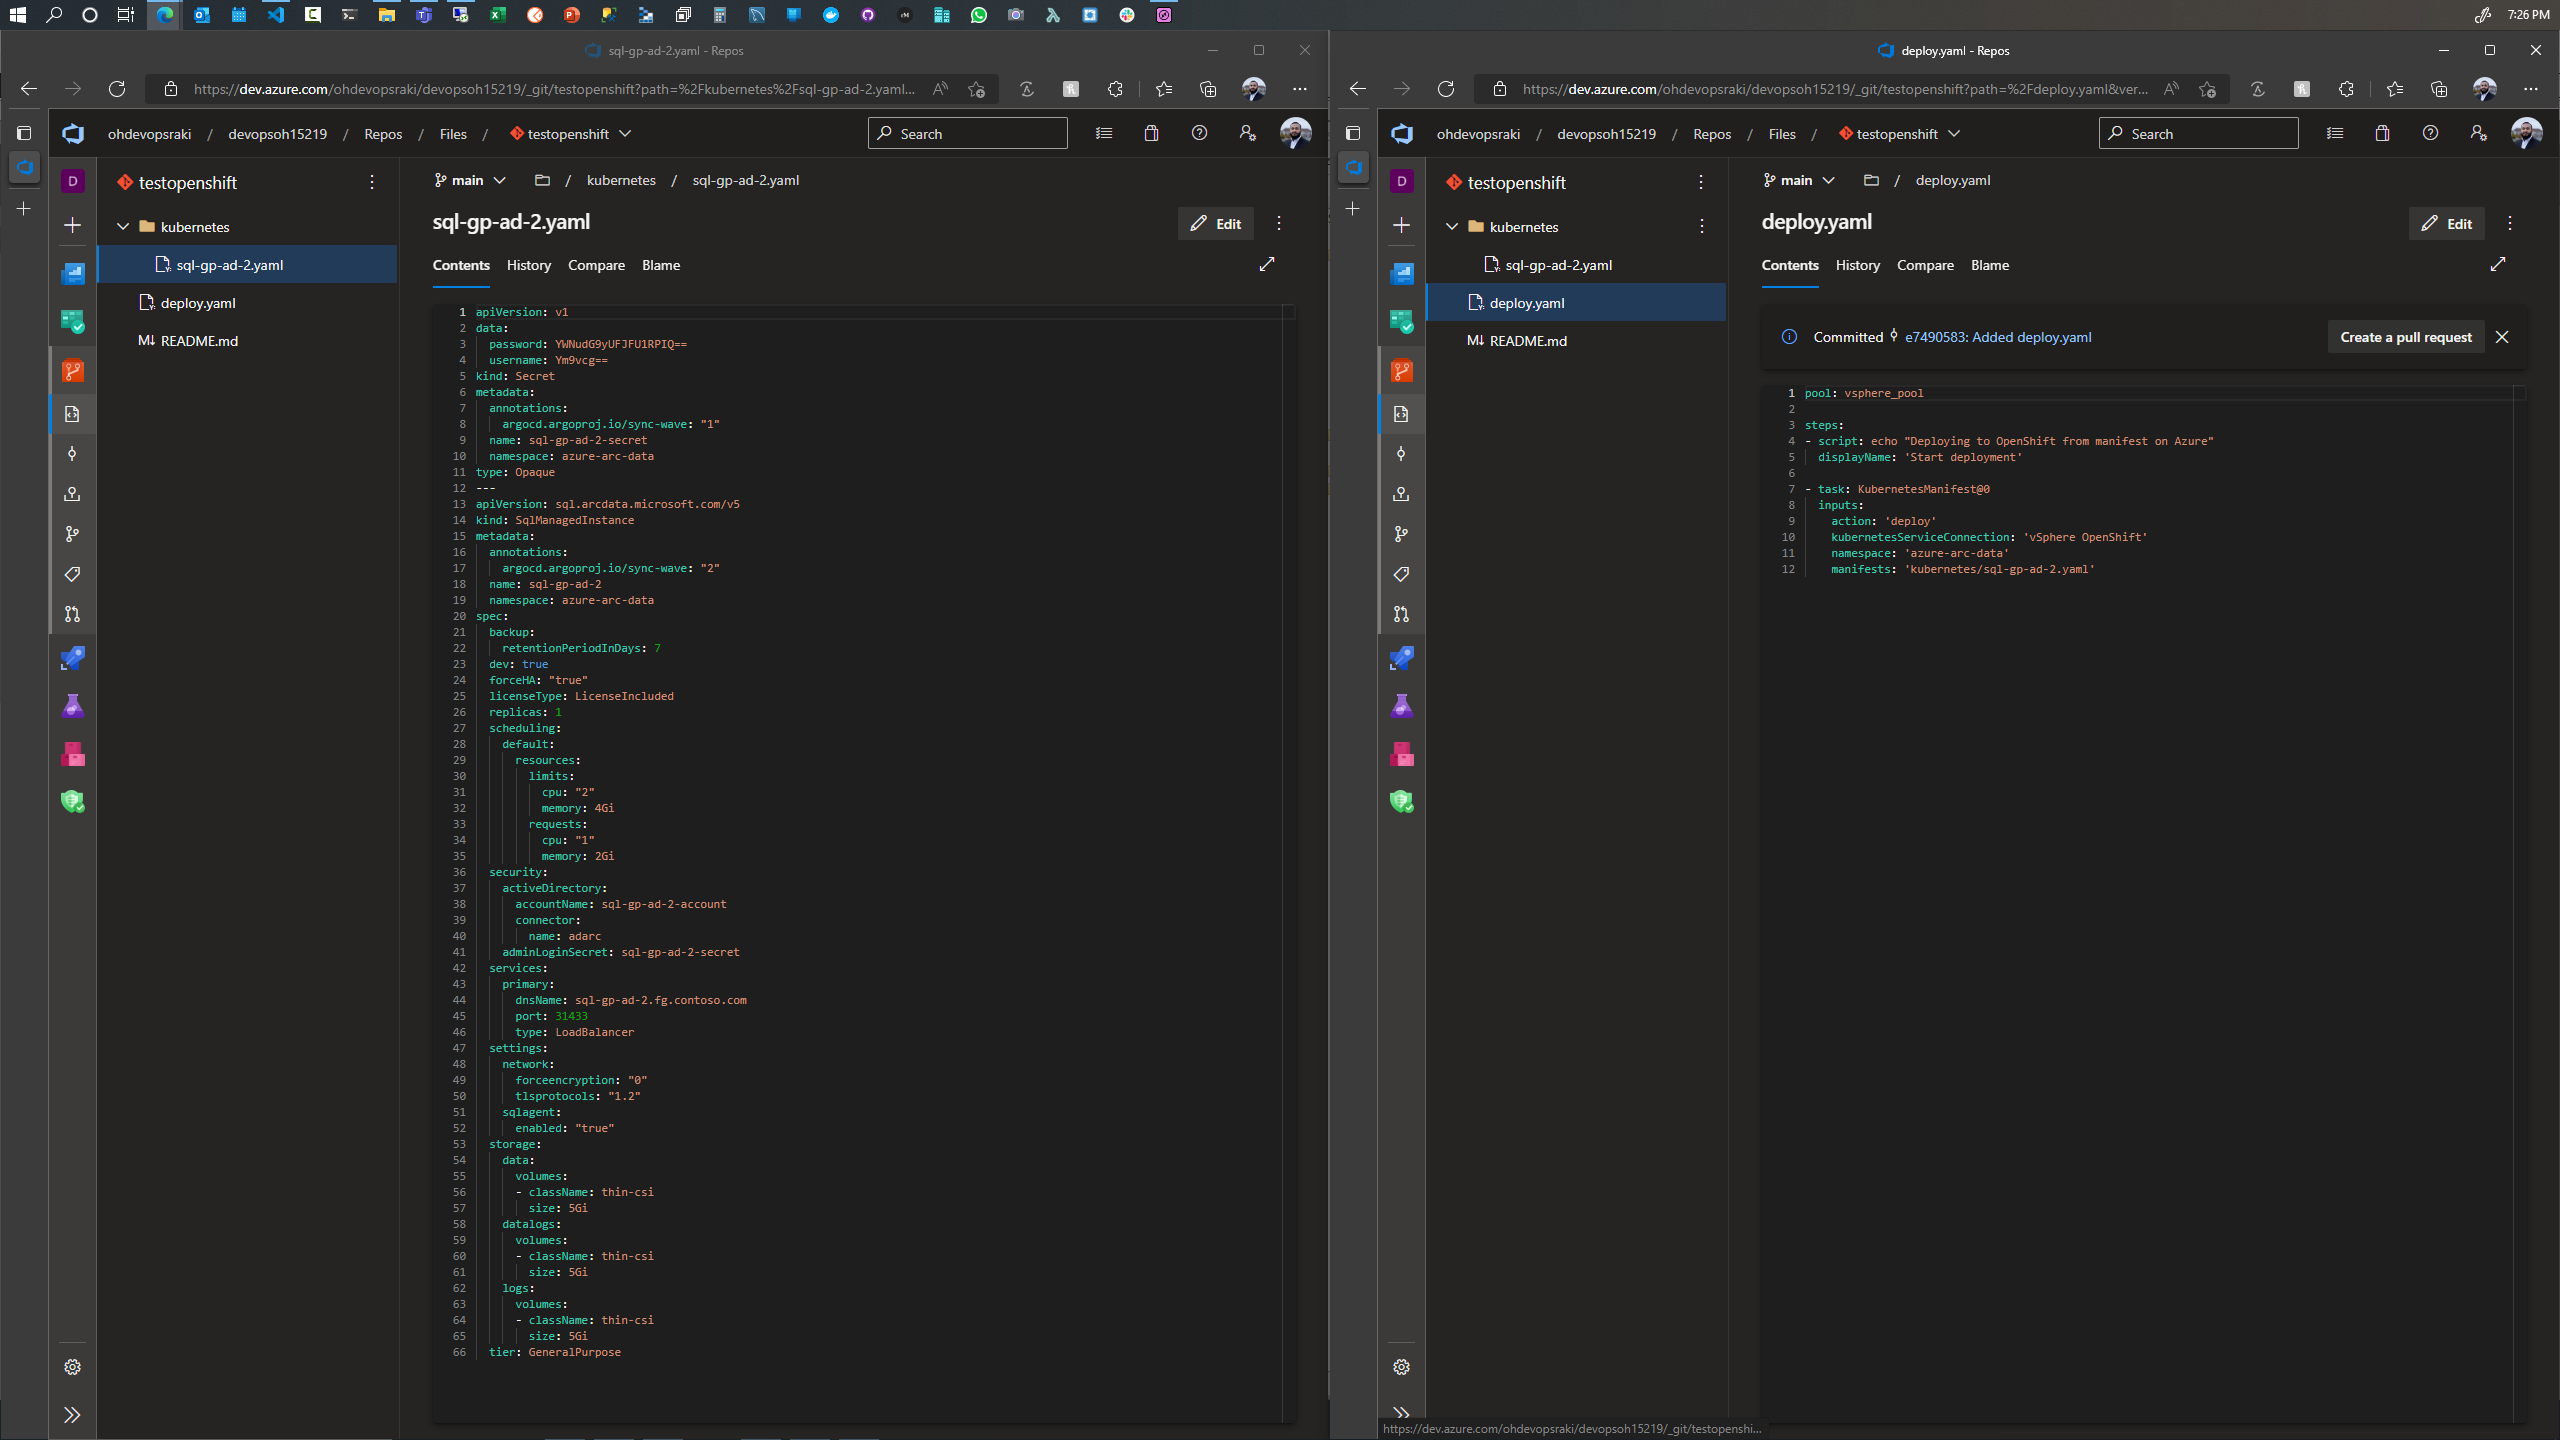 7:26 PM
sql-gp-ad-2.yaml - Repos
https://dev.azure.com/ohdevopsraki/devopsoh15219/_git/testopenshift?path=%2Fkubernetes%2Fsql-gp-ad-2.yaml...
ohdevopsraki / devopsoh15219 / Repos / Files / testopenshift
Search
D
testopenshift
kubernetes
sql-gp-ad-2.yaml
deploy.yaml
README.md
main / kubernetes / sql-gp-ad-2.yaml
sql-gp-ad-2.yaml
Edit
Contents History Compare Blame
1 apiVersion: v1
2 data:
3 password: YWNudG9yUFJFU1RPIQ==
4 username: Ym9vcg==
5 kind: Secret
6 metadata:
7 annotations:
8 argocd.argoproj.io/sync-wave: "1"
9 name: sql-gp-ad-2-secret
10 namespace: azure-arc-data
11 type: Opaque
12 ---
13 apiVersion: sql.arcdata.microsoft.com/v5
14 kind: SqlManagedInstance
15 metadata:
16 annotations:
17 argocd.argoproj.io/sync-wave: "2"
18 name: sql-gp-ad-2
19 namespace: azure-arc-data
20 spec:
21 backup:
22 retentionPeriodInDays: 7
23 dev: true
24 forceHA: "true"
25 licenseType: LicenseIncluded
26 replicas: 1
27 scheduling:
28 default:
29 resources:
30 limits:
31 cpu: "2"
32 memory: 4Gi
33 requests:
34 cpu: "1"
35 memory: 2Gi
36 security:
37 activeDirectory:
38 accountName: sql-gp-ad-2-account
39 connector:
40 name: adarc
41 adminLoginSecret: sql-gp-ad-2-secret
42 services:
43 primary:
44 dnsName: sql-gp-ad-2.fg.contoso.com
45 port: 31433
46 type: LoadBalancer
47 settings:
48 network:
49 forceencryption: "0"
50 tlsprotocols: "1.2"
51 sqlagent:
52 enabled: "true"
53 storage:
54 data:
55 volumes:
56 - className: thin-csi
57 size: 5Gi
58 datalogs:
59 volumes:
60 - className: thin-csi
61 size: 5Gi
62 logs:
63 volumes:
64 - className: thin-csi
65 size: 5Gi
66 tier: GeneralPurpose
deploy.yaml - Repos
https://dev.azure.com/ohdevopsraki/devopsoh15219/_git/testopenshift?path=%2Fdeploy.yaml&ver...
ohdevopsraki / devopsoh15219 / Repos / Files / testopenshift
Search
D
testopenshift
kubernetes
sql-gp-ad-2.yaml
deploy.yaml
README.md
main / deploy.yaml
deploy.yaml
Edit
Contents History Compare Blame
Committed e7490583: Added deploy.yaml
Create a pull request
1 pool: vsphere_pool
2
3 steps:
4 - script: echo "Deploying to OpenShift from manifest on Azure"
5 displayName: 'Start deployment'
6
7 - task: KubernetesManifest@0
8 inputs:
9 action: 'deploy'
10 kubernetesServiceConnection: 'vSphere OpenShift'
11 namespace: 'azure-arc-data'
12 manifests: 'kubernetes/sql-gp-ad-2.yaml'
https://dev.azure.com/ohdevopsraki/devopsoh15219/_git/testopenshi...